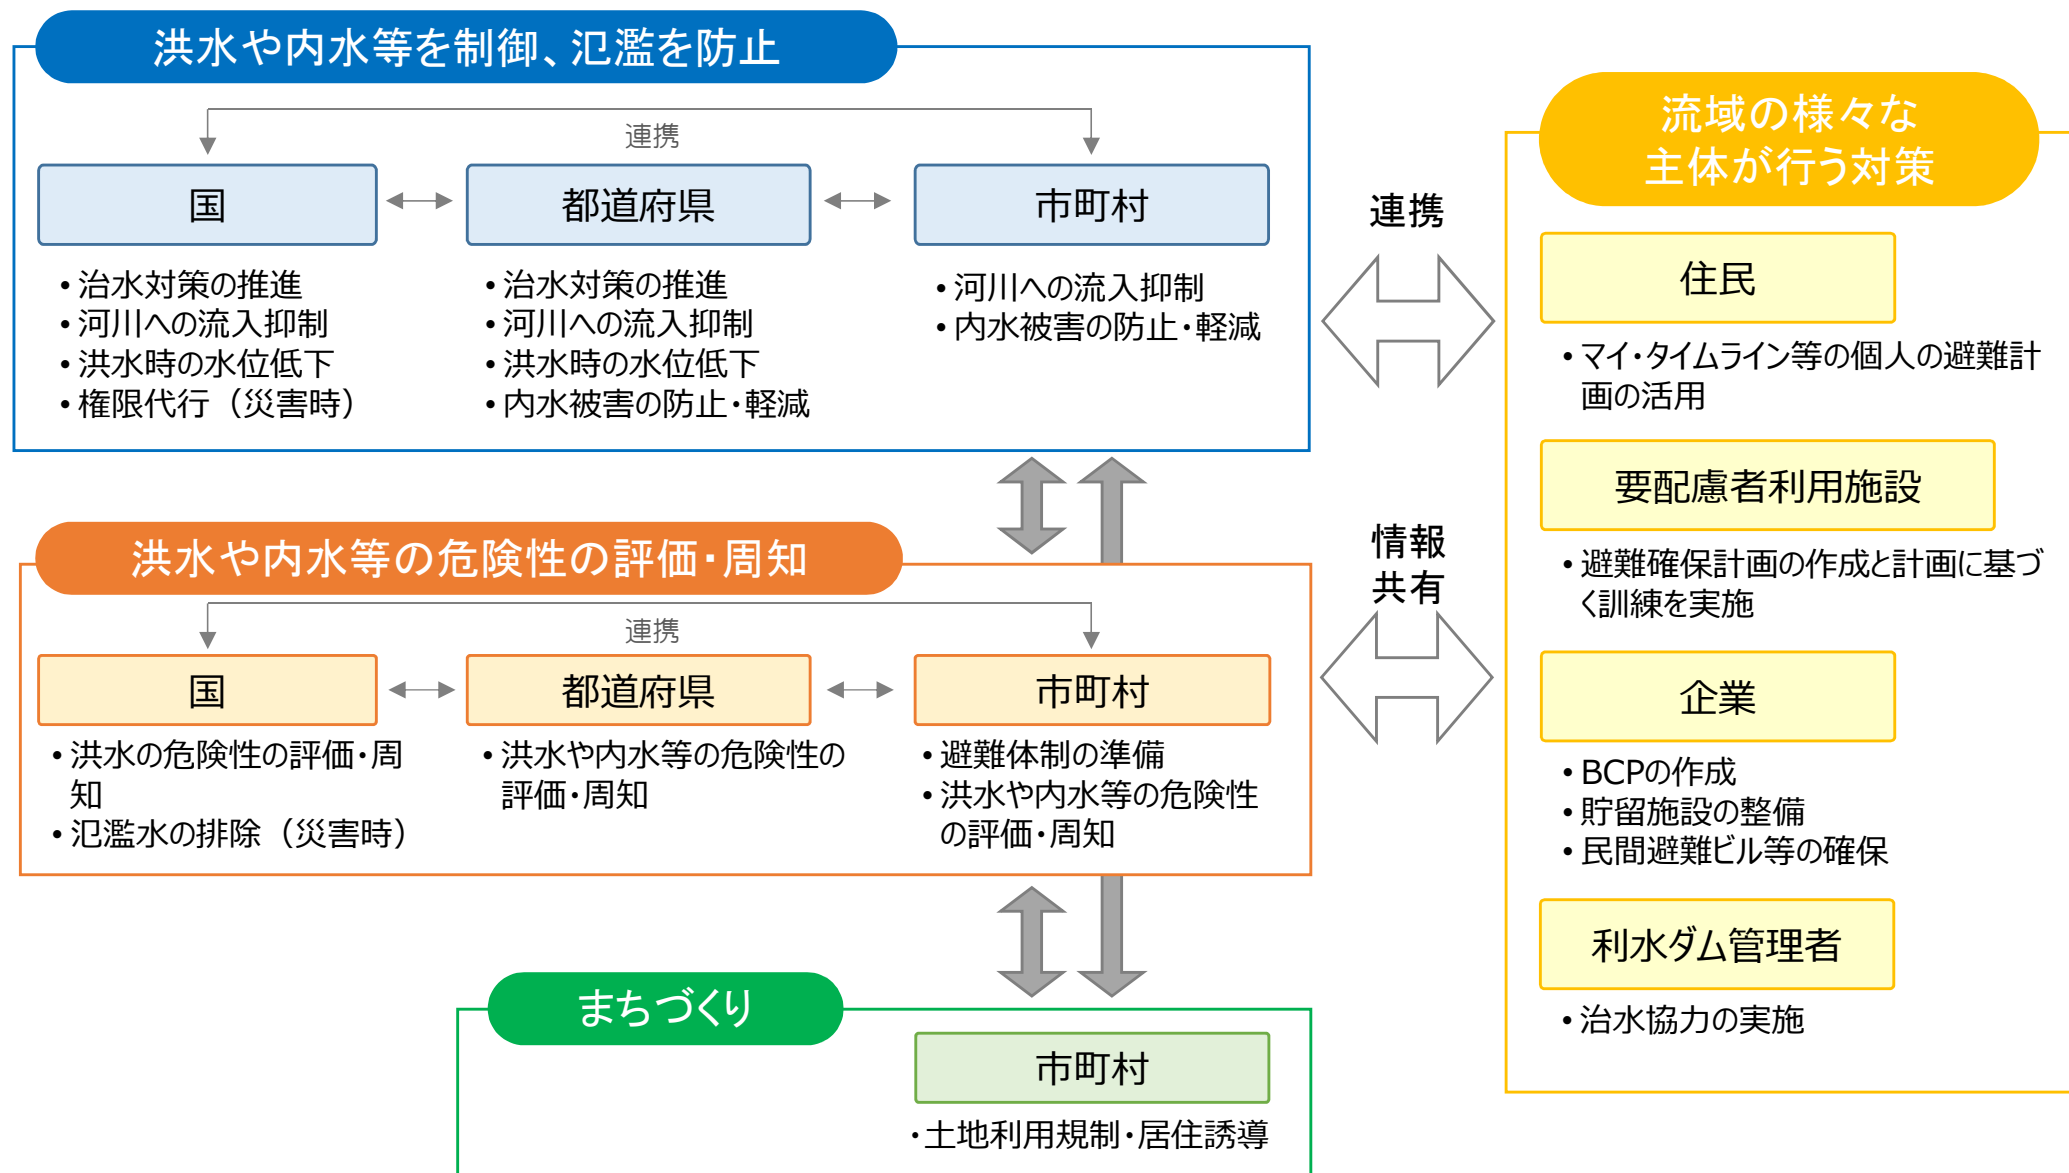 洪水や内水等を制御、氾濫を防止
連携
国
都道府県
市町村
•治水対策の推進
•河川への流入抑制
•洪水時の水位低下
•権限代行（災害時）
•治水対策の推進
•河川への流入抑制
•洪水時の水位低下
•内水被害の防止・軽減
•河川への流入抑制
•内水被害の防止・軽減
洪水や内水等の危険性の評価・周知
連携
国
都道府県
市町村
•洪水の危険性の評価・周
知
•氾濫水の排除（災害時）
•洪水や内水等の危険性の
評価・周知
•避難体制の準備
•洪水や内水等の危険性
の評価・周知
まちづくり
市町村
・土地利用規制・居住誘導
連携
情報
共有
流域の様々な
主体が行う対策
住民
•マイ・タイムライン等の個人の避難計
画の活用
要配慮者利用施設
•避難確保計画の作成と計画に基づ
く訓練を実施
企業
•BCPの作成
•貯留施設の整備
•民間避難ビル等の確保
利水ダム管理者
•治水協力の実施